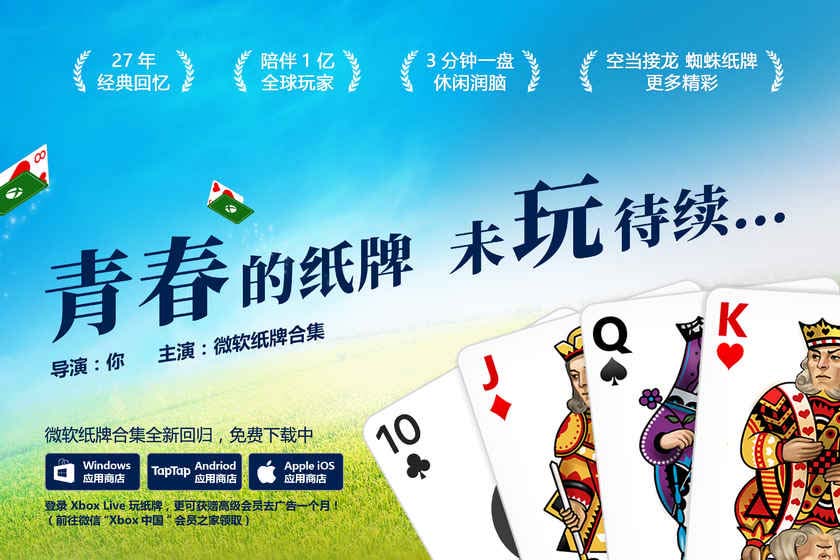 27 年
经典回忆
陪伴 1 亿
全球玩家
3 分钟一盘
休闲润脑
空当接龙 蜘蛛纸牌
更多精彩
8
青春的纸牌 未玩待续...
导演：你 主演：微软纸牌合集
10
J
Q
K
微软纸牌合集全新回归，免费下载中
Windows
应用商店
TapTap
Andriod
应用商店
Apple iOS
应用商店
登录 Xbox Live 玩纸牌，更可获赠高级会员去广告一个月！
（前往微信“Xbox 中国”会员之家领取）